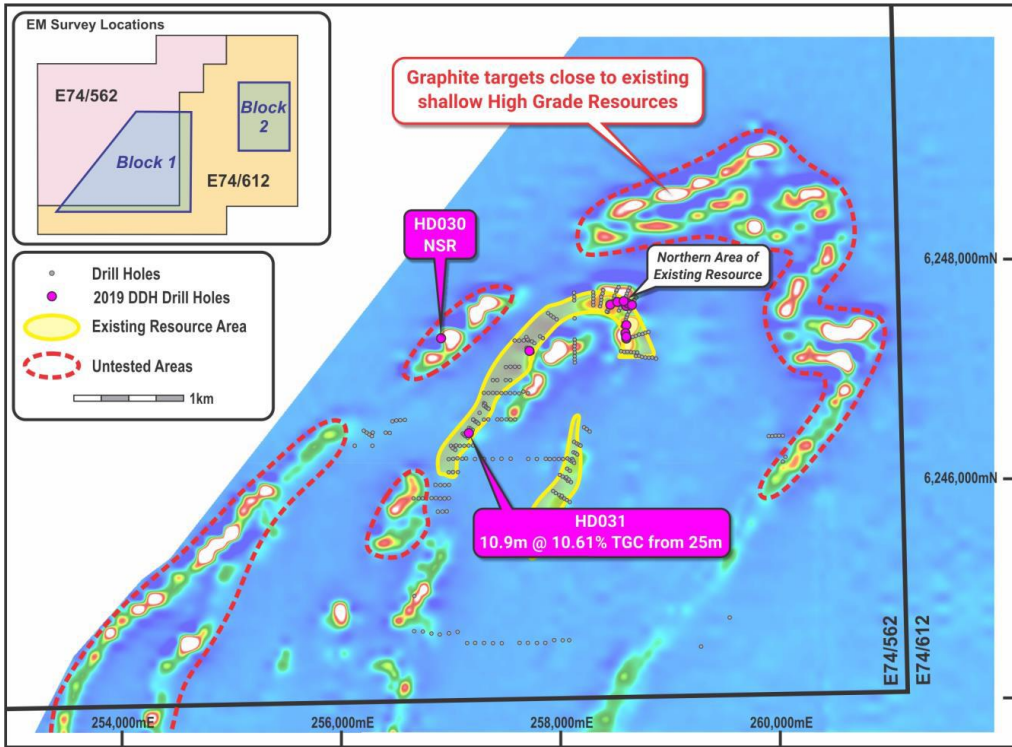 EM Survey Locations
E74/562
Block
2
Block 1
E74/612
Drill Holes
2019 DDH Drill Holes
Existing Resource Area
Untested Areas
1km
Graphite targets close to existing
shallow High Grade Resources
HD030
NSR
Northern Area of
Existing Resource
6,248,000mN
6,246,000mN
HD031
10.9m @ 10.61% TGC from 25m
E74/562
E74/612
254,000mE
256,000mE
258,000mE
260,000mE